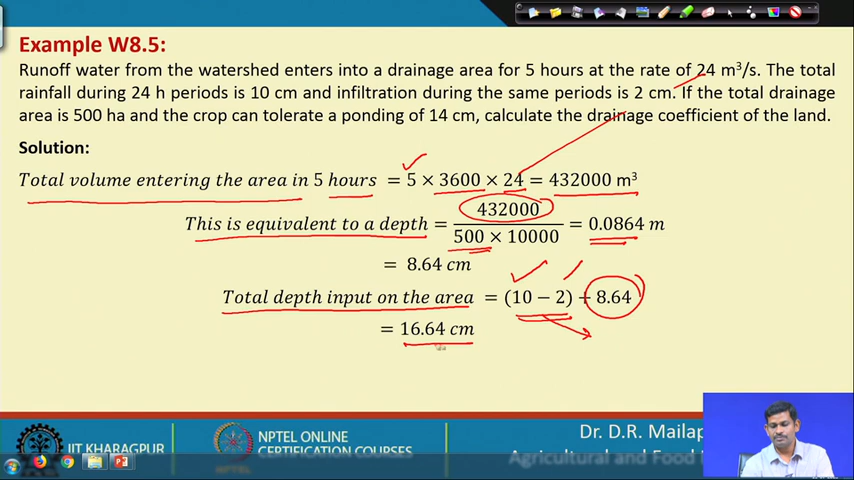 Example W8.5:
Runoff water from the watershed enters into a drainage area for 5 hours at the rate of 24 m³/s. The total
rainfall during 24 h periods is 10 cm and infiltration during the same periods is 2 cm. If the total drainage
area is 500 ha and the crop can tolerate a ponding of 14 cm, calculate the drainage coefficient of the land.
Solution:
Total volume entering the area in 5 hours = 5 × 3600 × 24 = 432000 m³
This is equivalent to a depth = 432000 / 500 × 10000 = 0.0864 m
= 8.64 cm
Total depth input on the area = (10 − 2) + 8.64
= 16.64 cm
IIT KHARAGPUR
NPTEL ONLINE
CERTIFICATION COURSES
Dr. D.R. Mailap
Agricultural and Food